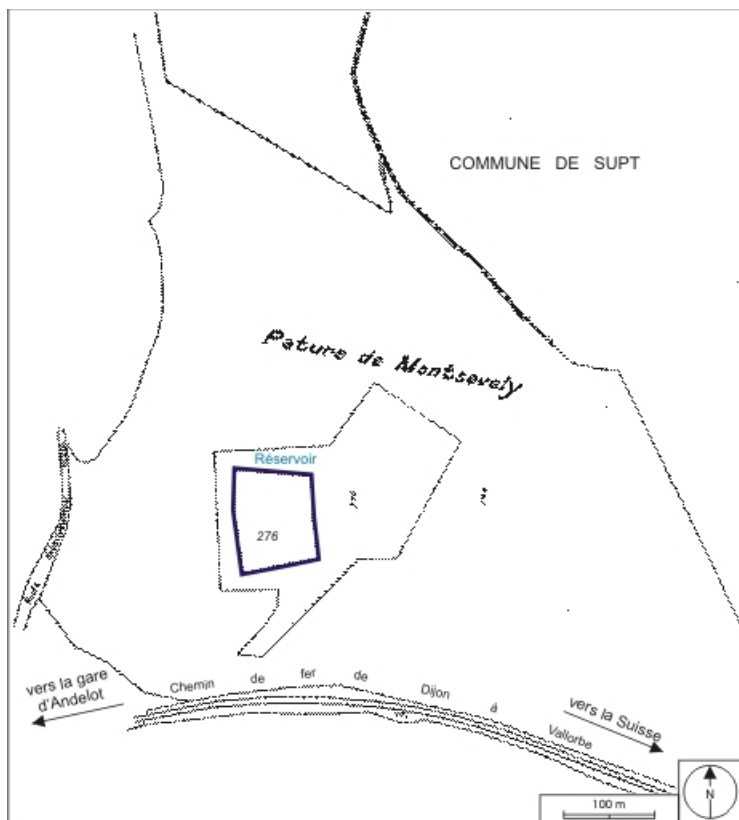 COMMUNE DE SUPT
Pature de Montsevely
Réservoir
276
vers la gare
d'Andelot
Chemin de fer de Dijon à Vallorbe
vers la Suisse
100 m
N